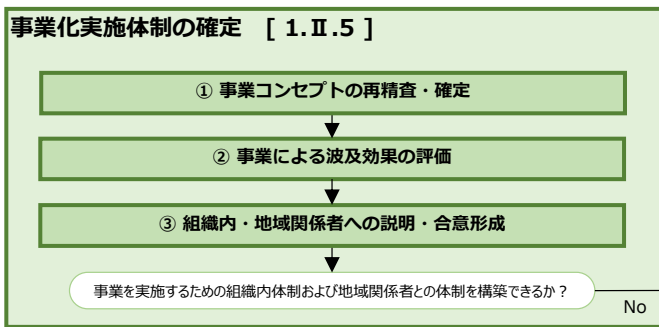 事業化実施体制の確定 [ 1.Ⅱ.5 ]
① 事業コンセプトの再精査・確定
② 事業による波及効果の評価
③ 組織内・地域関係者への説明・合意形成
事業を実施するための組織内体制および地域関係者との体制を構築できるか？
No